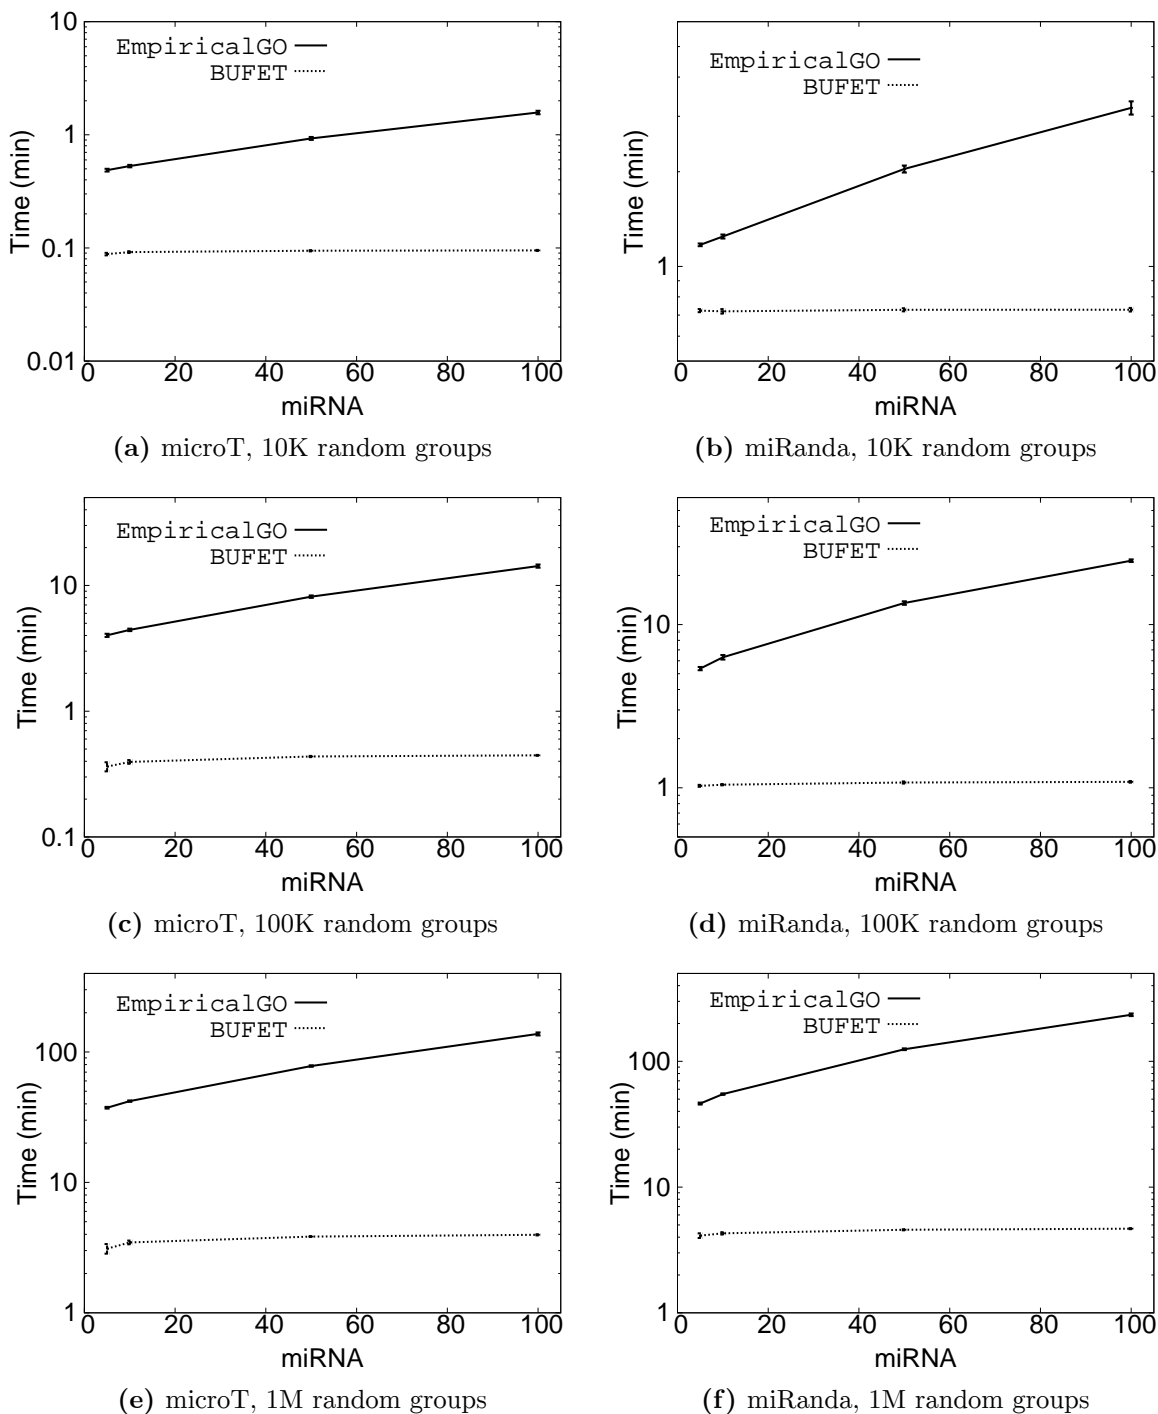 10
EmpiricalGO
BUFET
1
0.1
0.01
Time (min)
0 20 40 60 80 100
miRNA
(a) microT, 10K random groups
EmpiricalGO
BUFET
1
Time (min)
0 20 40 60 80 100
miRNA
(b) miRanda, 10K random groups
EmpiricalGO
BUFET
10
1
0.1
Time (min)
0 20 40 60 80 100
miRNA
(c) microT, 100K random groups
EmpiricalGO
BUFET
10
1
Time (min)
0 20 40 60 80 100
miRNA
(d) miRanda, 100K random groups
EmpiricalGO
BUFET
100
10
1
Time (min)
0 20 40 60 80 100
miRNA
(e) microT, 1M random groups
EmpiricalGO
BUFET
100
10
1
Time (min)
0 20 40 60 80 100
miRNA
(f) miRanda, 1M random groups